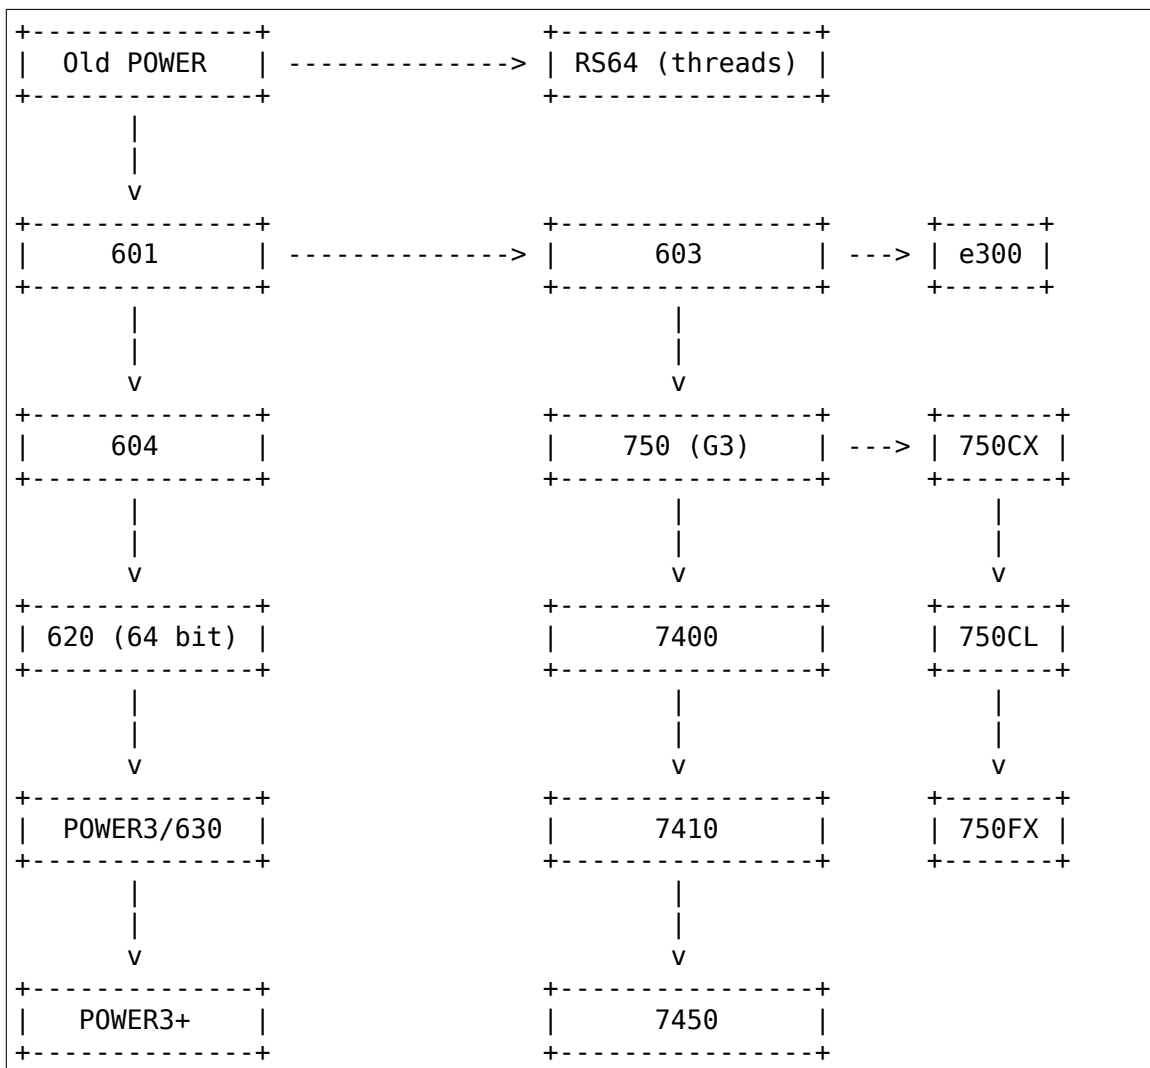 +--------------+                 +----------------+
|  Old POWER   | --------------> | RS64 (threads) |
+--------------+                 +----------------+
       |
       |
       v
+--------------+                 +----------------+      +------+
|     601      | --------------> |      603       | ---> | e300 |
+--------------+                 +----------------+      +------+
       |                                 |
       |                                 |
       v                                 v
+--------------+                 +----------------+      +-------+
|     604      |                 |    750 (G3)    | ---> | 750CX |
+--------------+                 +----------------+      +-------+
       |                                 |                   |
       |                                 |                   |
       v                                 v                   v
+--------------+                 +----------------+      +-------+
| 620 (64 bit) |                 |      7400      |      | 750CL |
+--------------+                 +----------------+      +-------+
       |                                 |                   |
       |                                 |                   |
       v                                 v                   v
+--------------+                 +----------------+      +-------+
|  POWER3/630  |                 |      7410      |      | 750FX |
+--------------+                 +----------------+      +-------+
       |                                 |
       |                                 |
       v                                 v
+--------------+                 +----------------+
|   POWER3+    |                 |      7450      |
+--------------+                 +----------------+